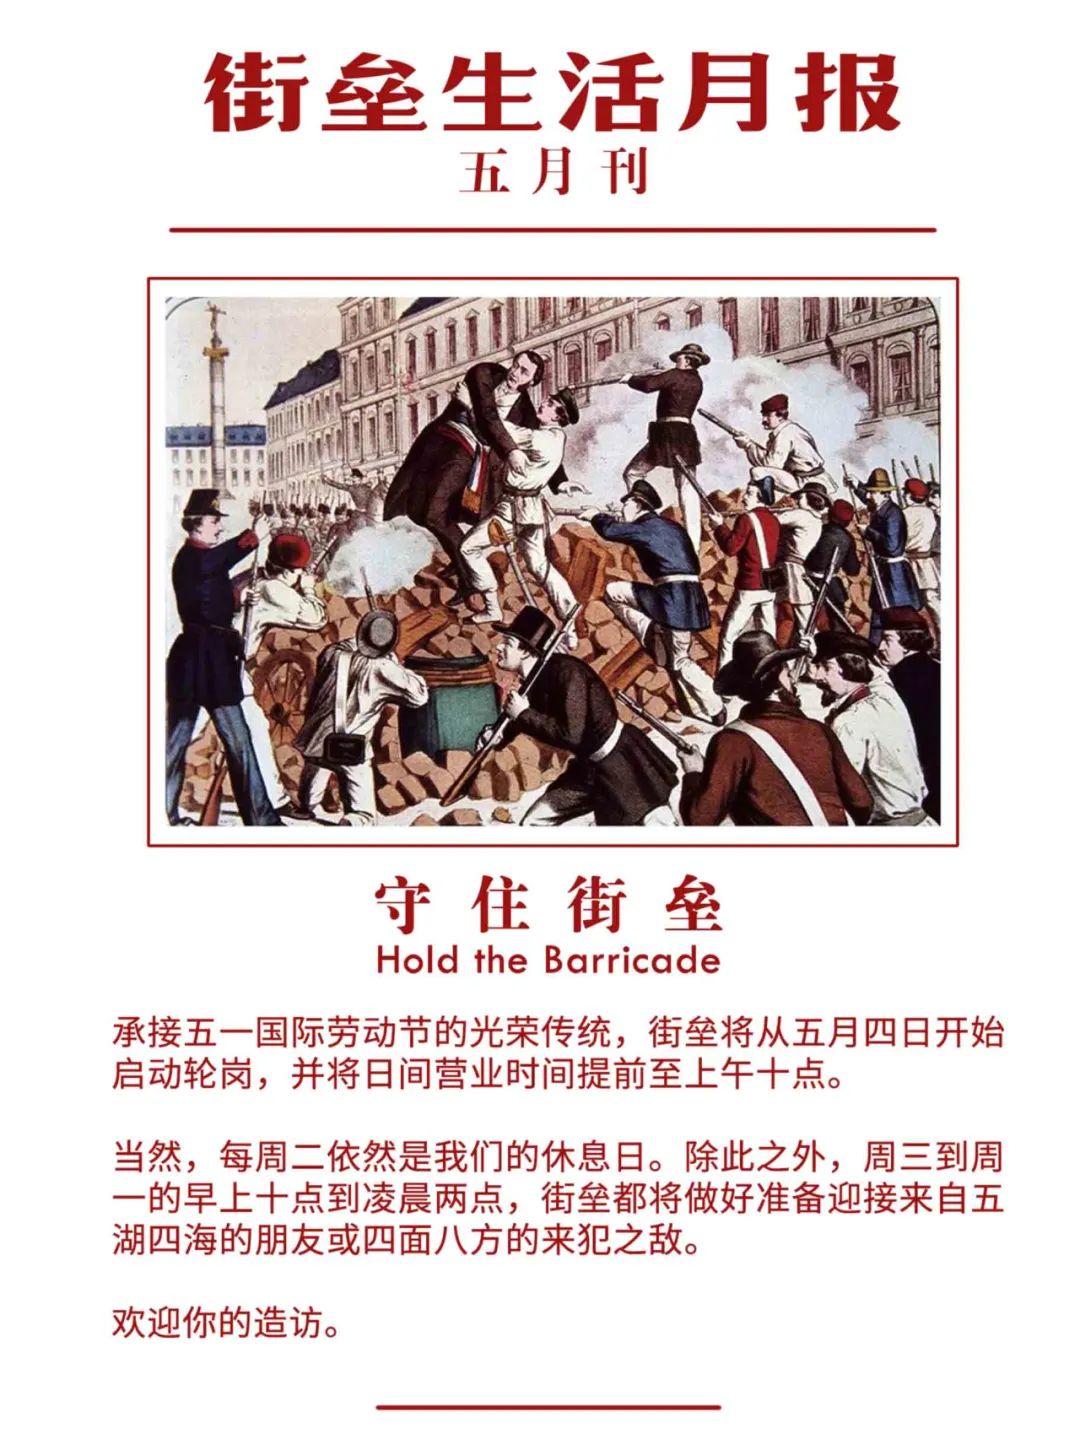 街垒生活月报
五月刊
守住街垒
Hold the Barricade
承接五一国际劳动节的光荣传统，街垒将从五月四日开始
启动轮岗，并将日间营业时间提前至上午十点。
当然，每周二依然是我们的休息日。除此之外，周三到周
一的早上十点到凌晨两点，街垒都将做好准备迎接来自五
湖四海的朋友或四面八方的来犯之敌。
欢迎你的造访。